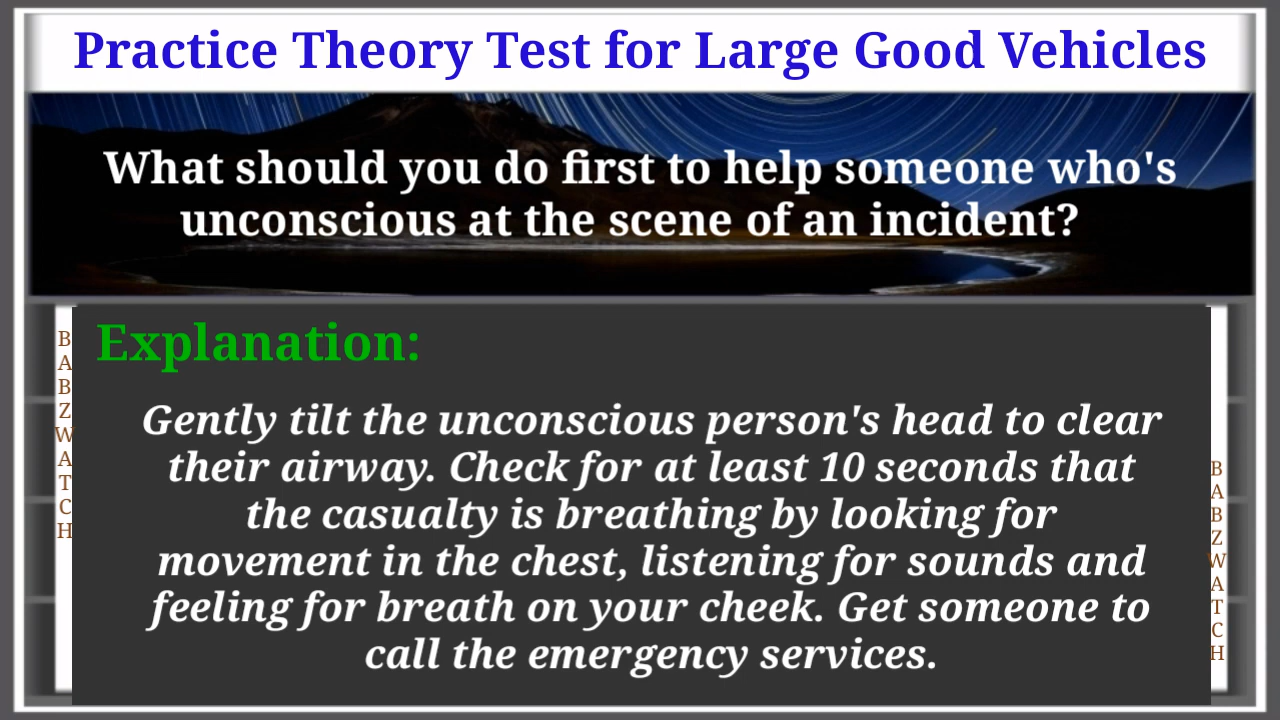 Practice Theory Test for Large Good Vehicles
What should you do first to help someone who's
unconscious at the scene of an incident?
Explanation:
Gently tilt the unconscious person's head to clear
their airway. Check for at least 10 seconds that
the casualty is breathing by looking for
movement in the chest, listening for sounds and
feeling for breath on your cheek. Get someone to
call the emergency services.
BABZWATCH
BABZWATCH